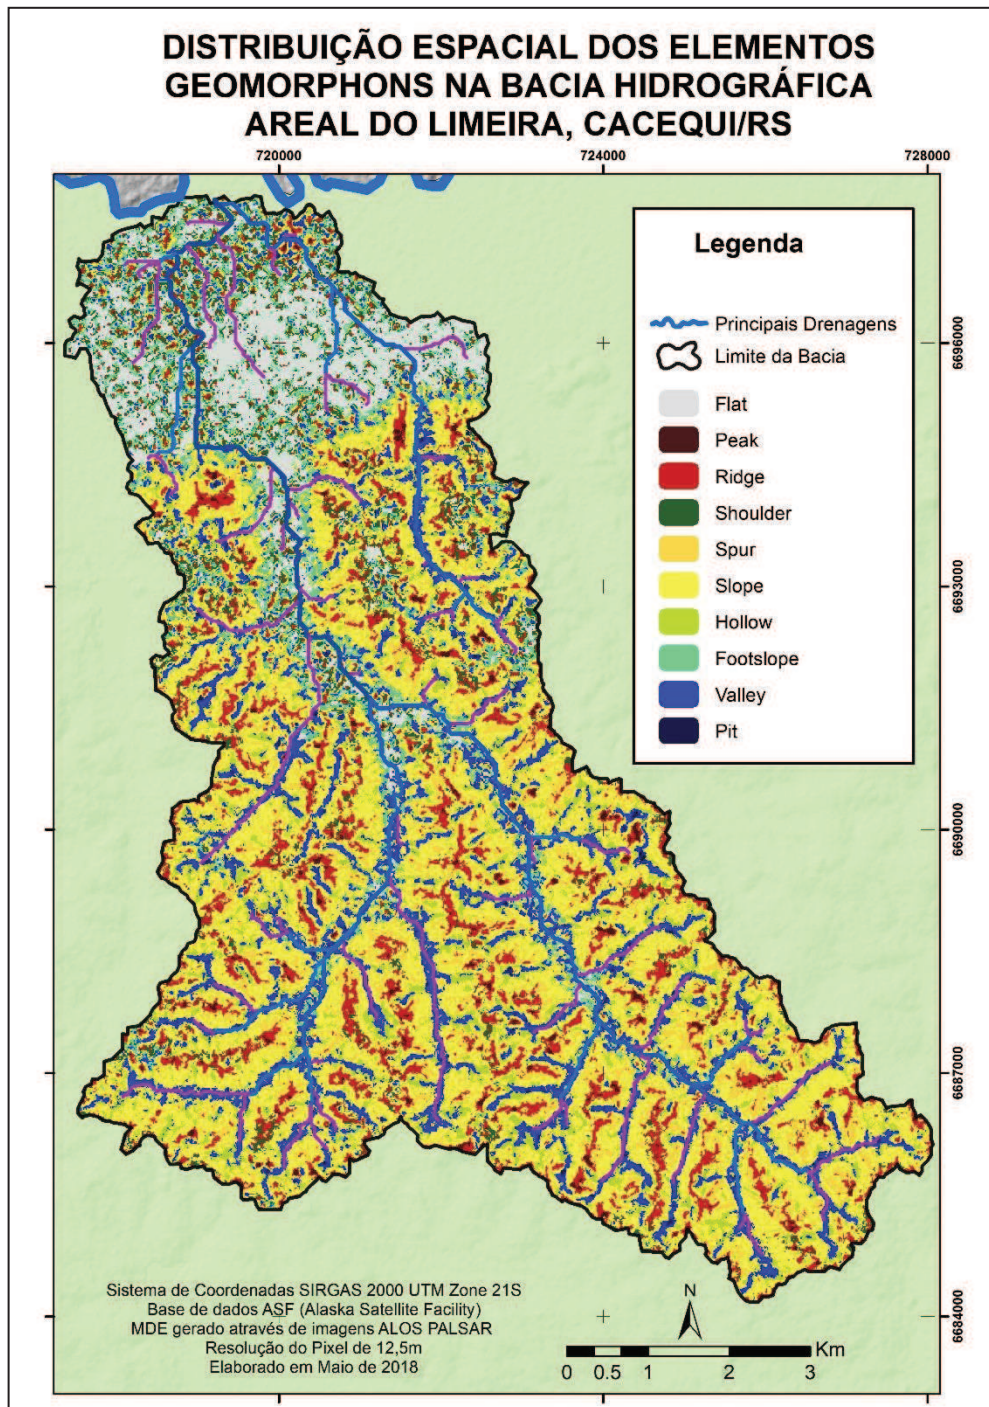 DISTRIBUIÇÃO ESPACIAL DOS ELEMENTOS
GEOMORPHONS NA BACIA HIDROGRÁFICA
AREAL DO LIMEIRA, CACEQUI/RS
720000
724000
728000
Legenda
Principais Drenagens
Limite da Bacia
Flat
Peak
Ridge
Shoulder
Spur
Slope
Hollow
Footslope
Valley
Pit
6696000
6693000
6690000
6687000
6684000
Sistema de Coordenadas SIRGAS 2000 UTM Zone 21S
Base de dados ASF (Alaska Satellite Facility)
MDE gerado através de imagens ALOS PALSAR
Resolução do Pixel de 12,5m
Elaborado em Maio de 2018
N
Km
0 0.5 1 2 3